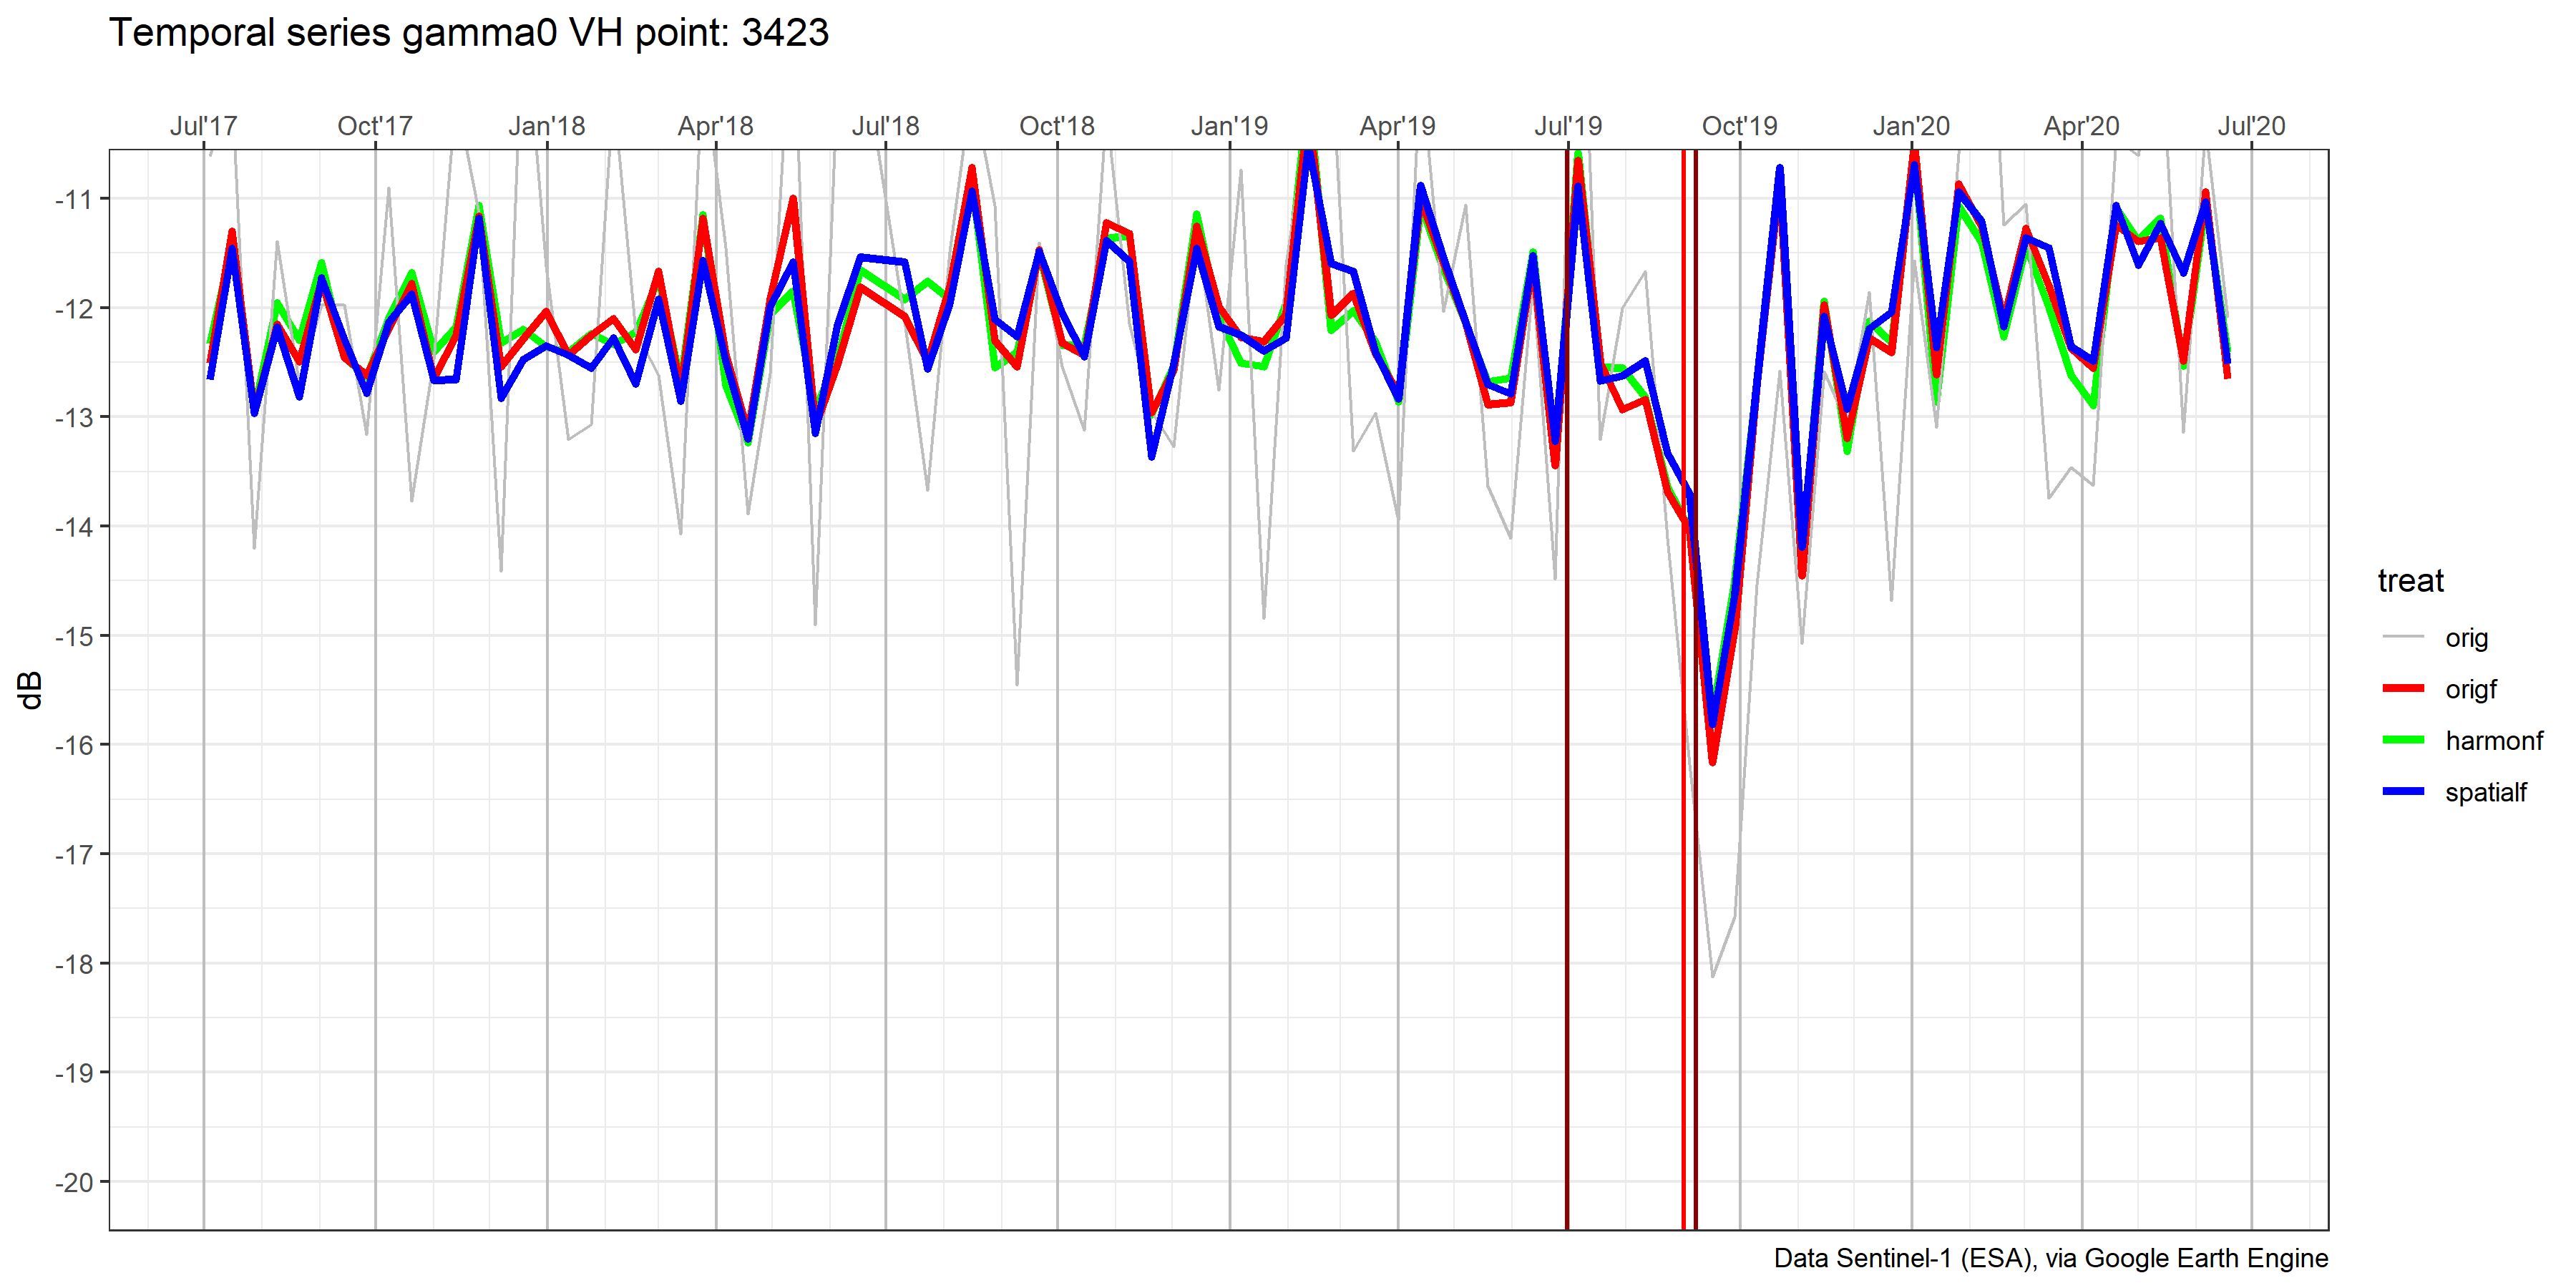 Temporal series gamma0 VH point: 3423
Jul'17 Oct'17 Jan'18 Apr'18 Jul'18 Oct'18 Jan'19 Apr'19 Jul'19 Oct'19 Jan'20 Apr'20 Jul'20
-11
-12
-13
-14
-15
-16
-17
-18
-19
-20
dB
treat
orig
origf
harmonf
spatialf
Data Sentinel-1 (ESA), via Google Earth Engine